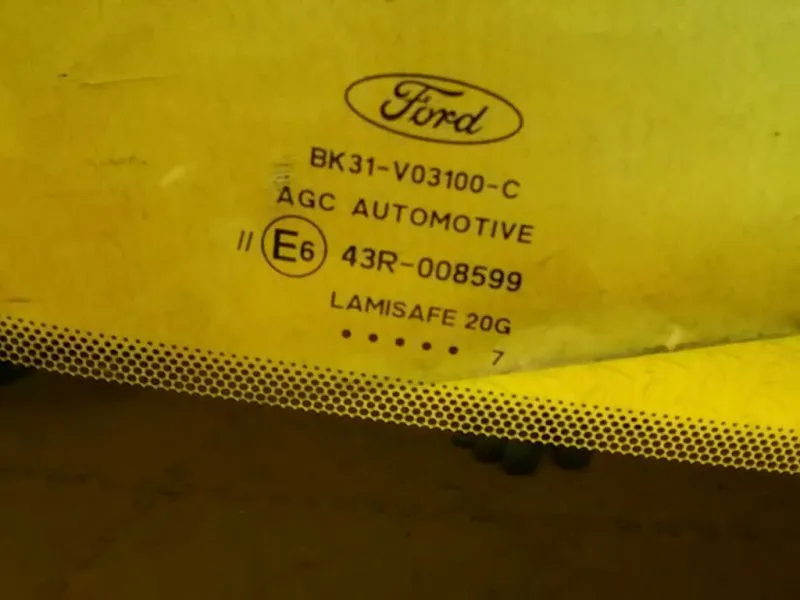 Ford
BK31-V03100-C
AGC AUTOMOTIVE
II E6 43R-008599
LAMISAFE 20G
..... 7